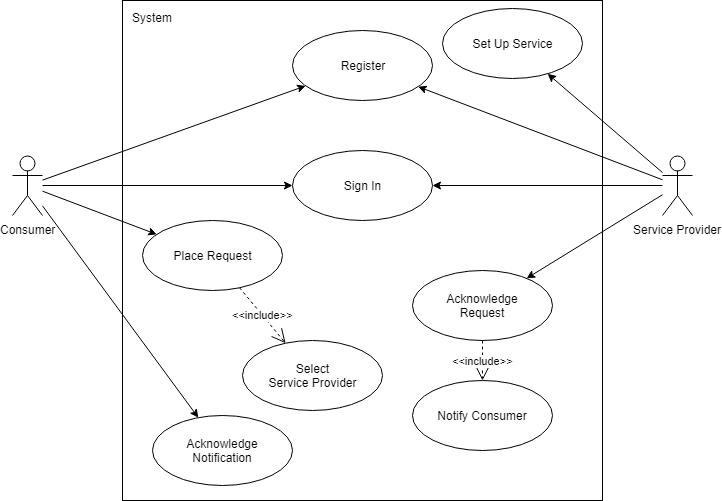 System
Set Up Service
Register
Sign In
Consumer
Service Provider
Place Request
Acknowledge
Request
<<include>>
<<include>>
Select
Service Provider
Notify Consumer
Acknowledge
Notification